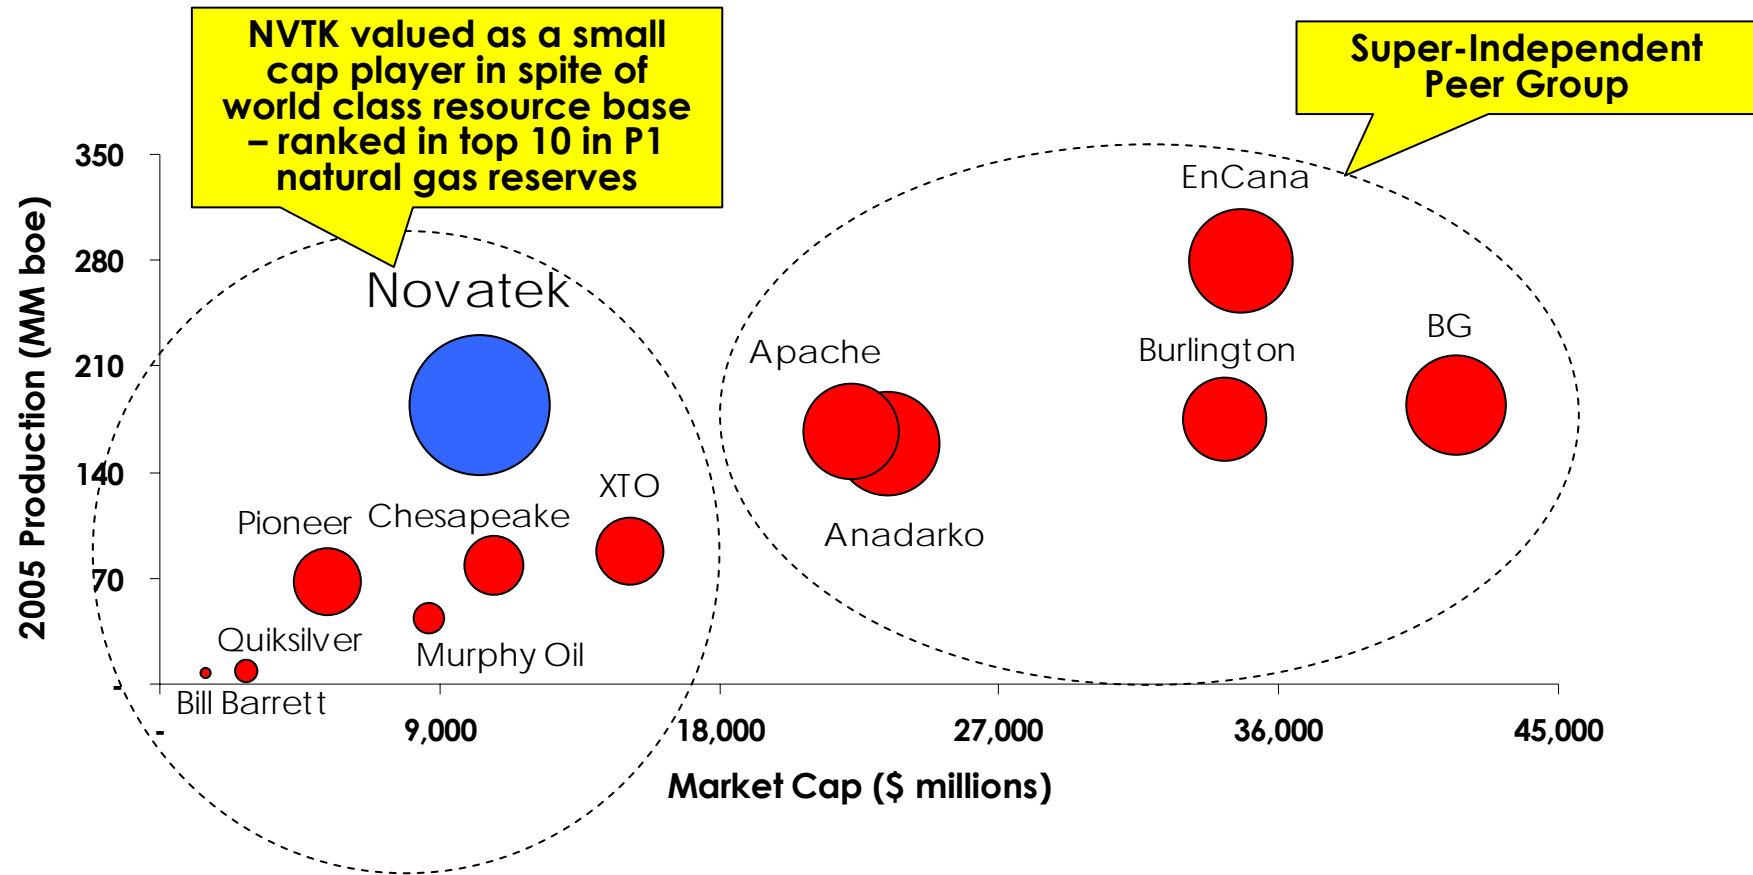 NVTK valued as a small
cap player in spite of
world class resource base
– ranked in top 10 in P1
natural gas reserves
Super-Independent
Peer Group
2005 Production (MM boe)
350
280
210
140
70
-
EnCana
Novatek
BG
Burlington
Apache
XTO
Chesapeake
Pioneer
Anadarko
Quiksilver
Murphy Oil
Bill Barrett
-
9,000
18,000
27,000
36,000
45,000
Market Cap ($ millions)